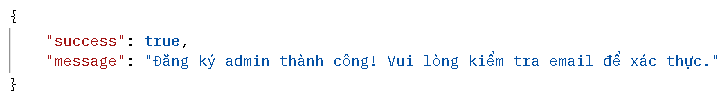 {
"success": true,
"message": "Đăng ký admin thành công! Vui lòng kiểm tra email để xác thực."
}